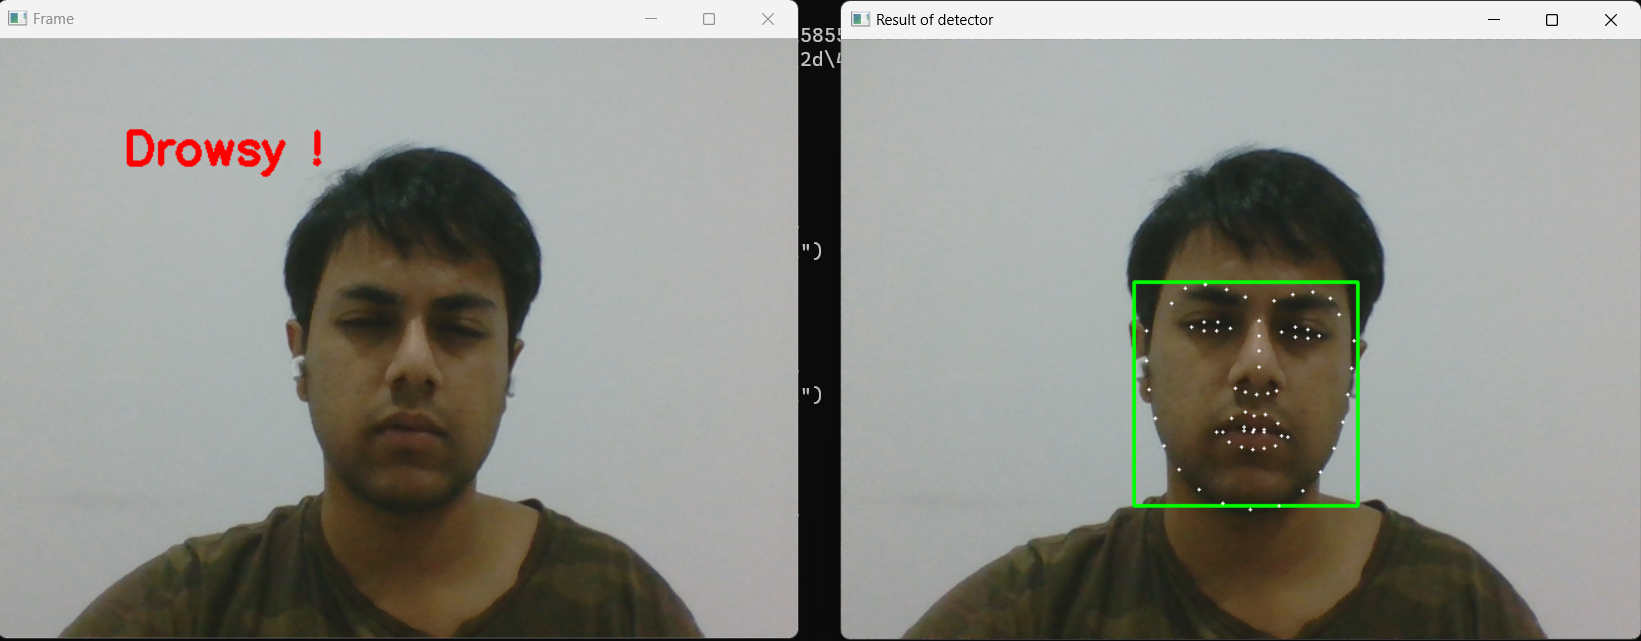 Frame
Result of detector
5855
2d\
Drowsy !
")
")